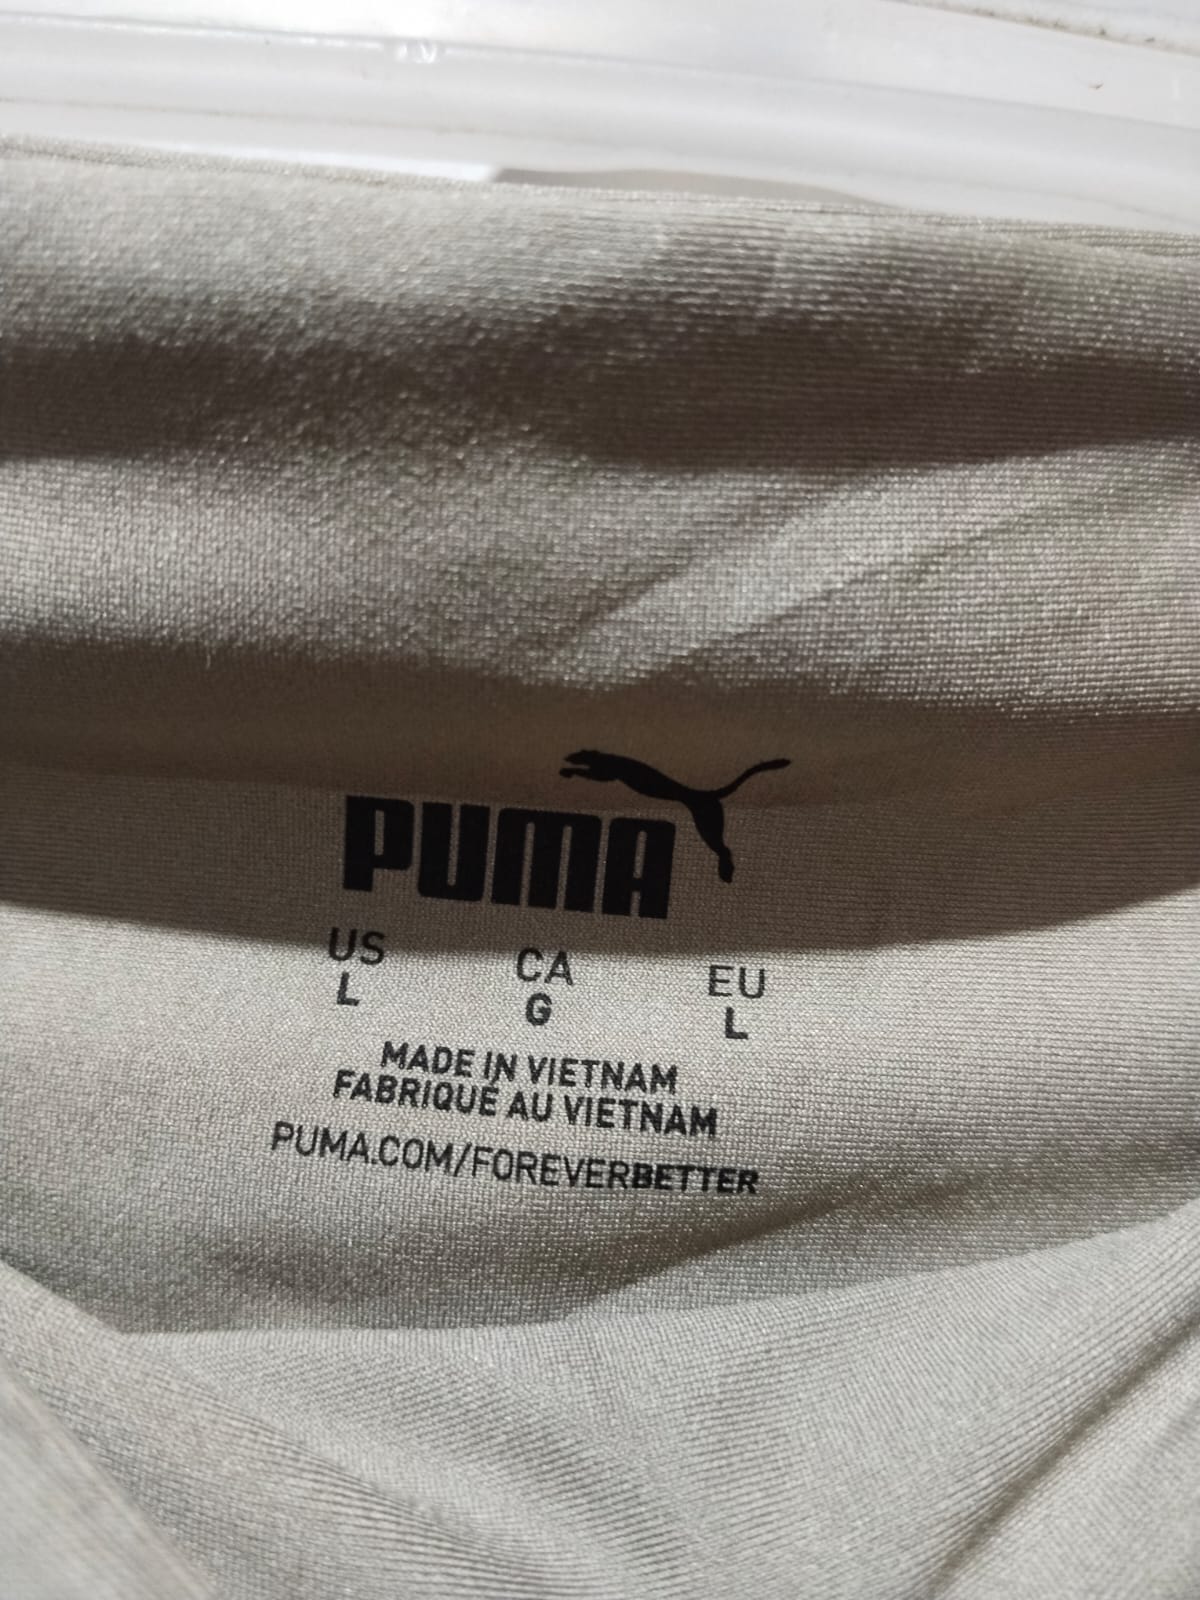 PUMA
US CA EU
L G L
MADE IN VIETNAM
FABRIQUÉ AU VIETNAM
PUMA.COM/FOREVERBETTER